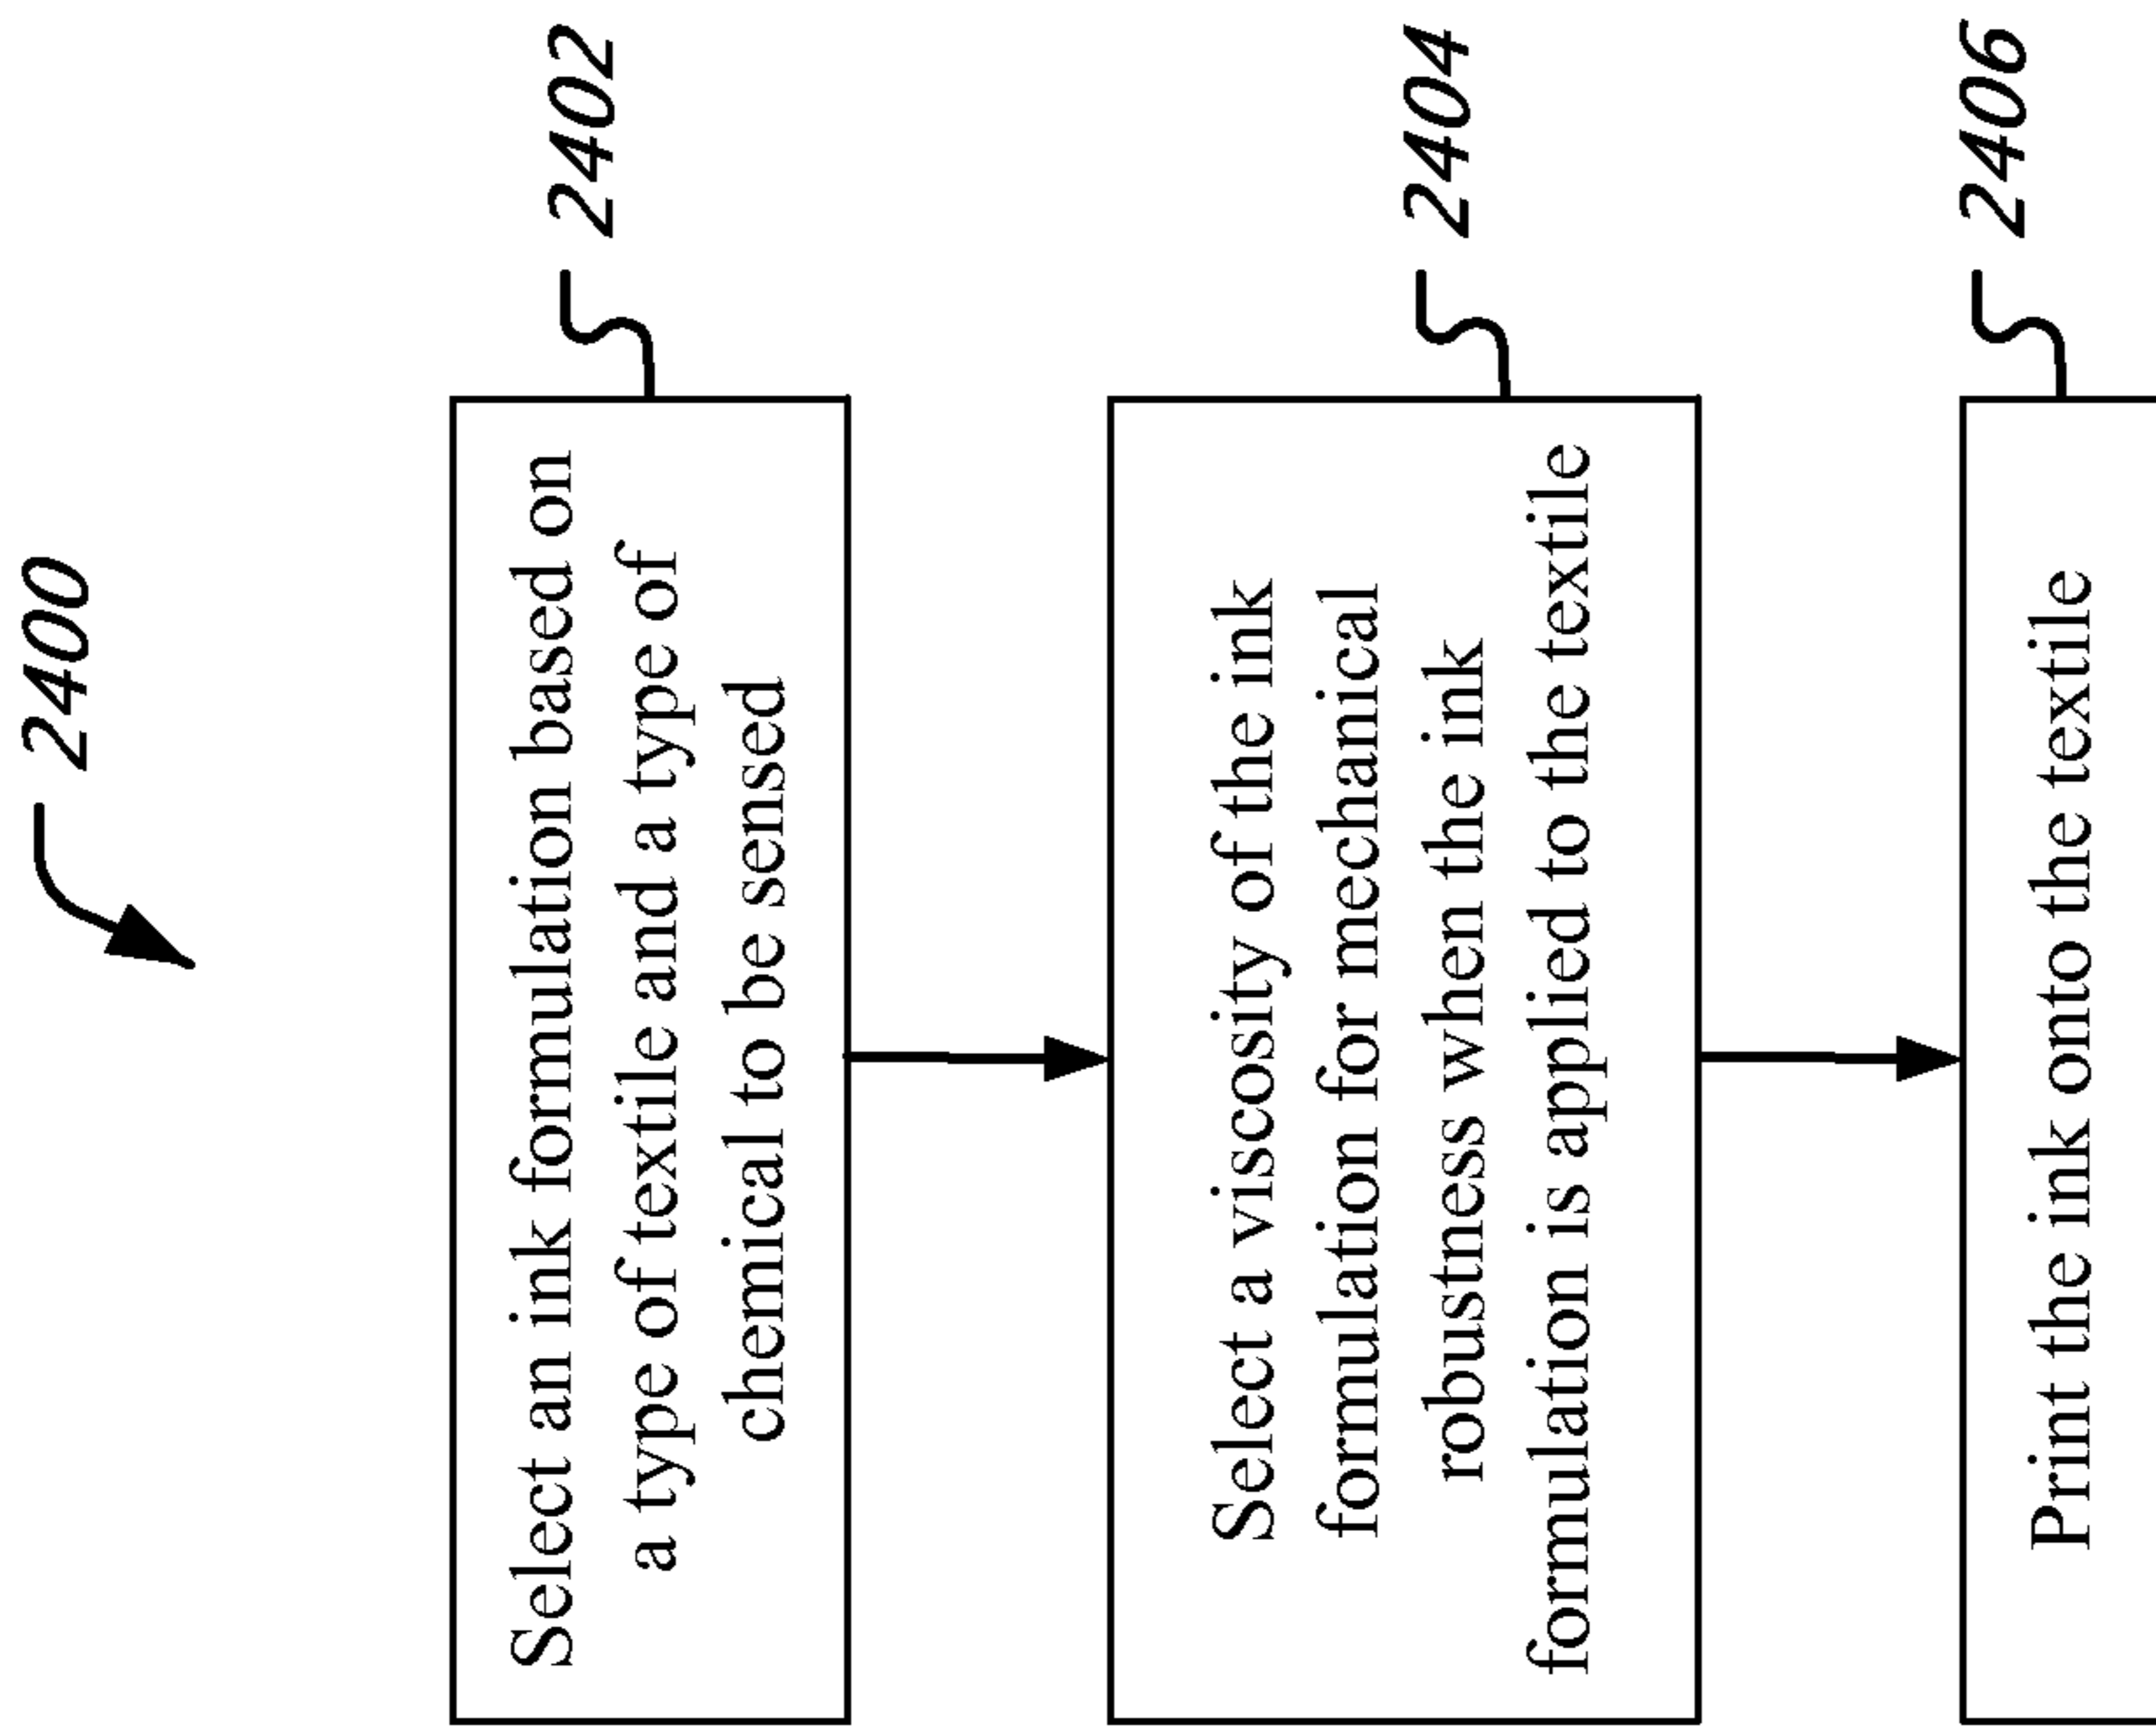 2400
Select an ink formulation based on
a type of textile and a type of
chemical to be sensed
2402
Select a viscosity of the ink
formulation for mechanical
robustness when the ink
formulation is applied to the textile
2404
Print the ink onto the textile
2406